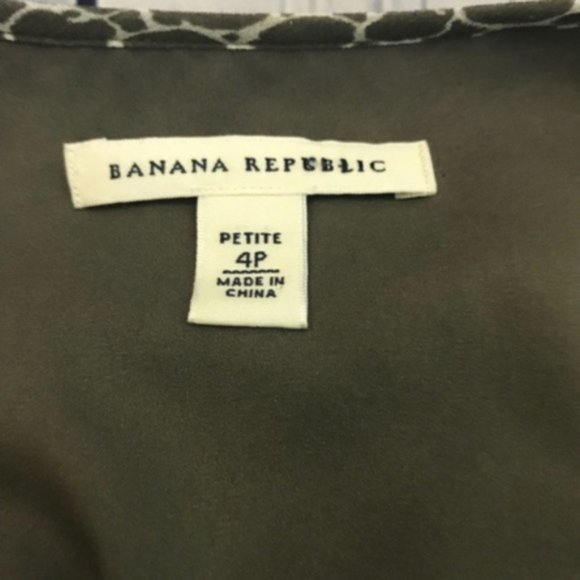 BANANA REPUBLIC
PETITE
4P
MADE IN
CHINA